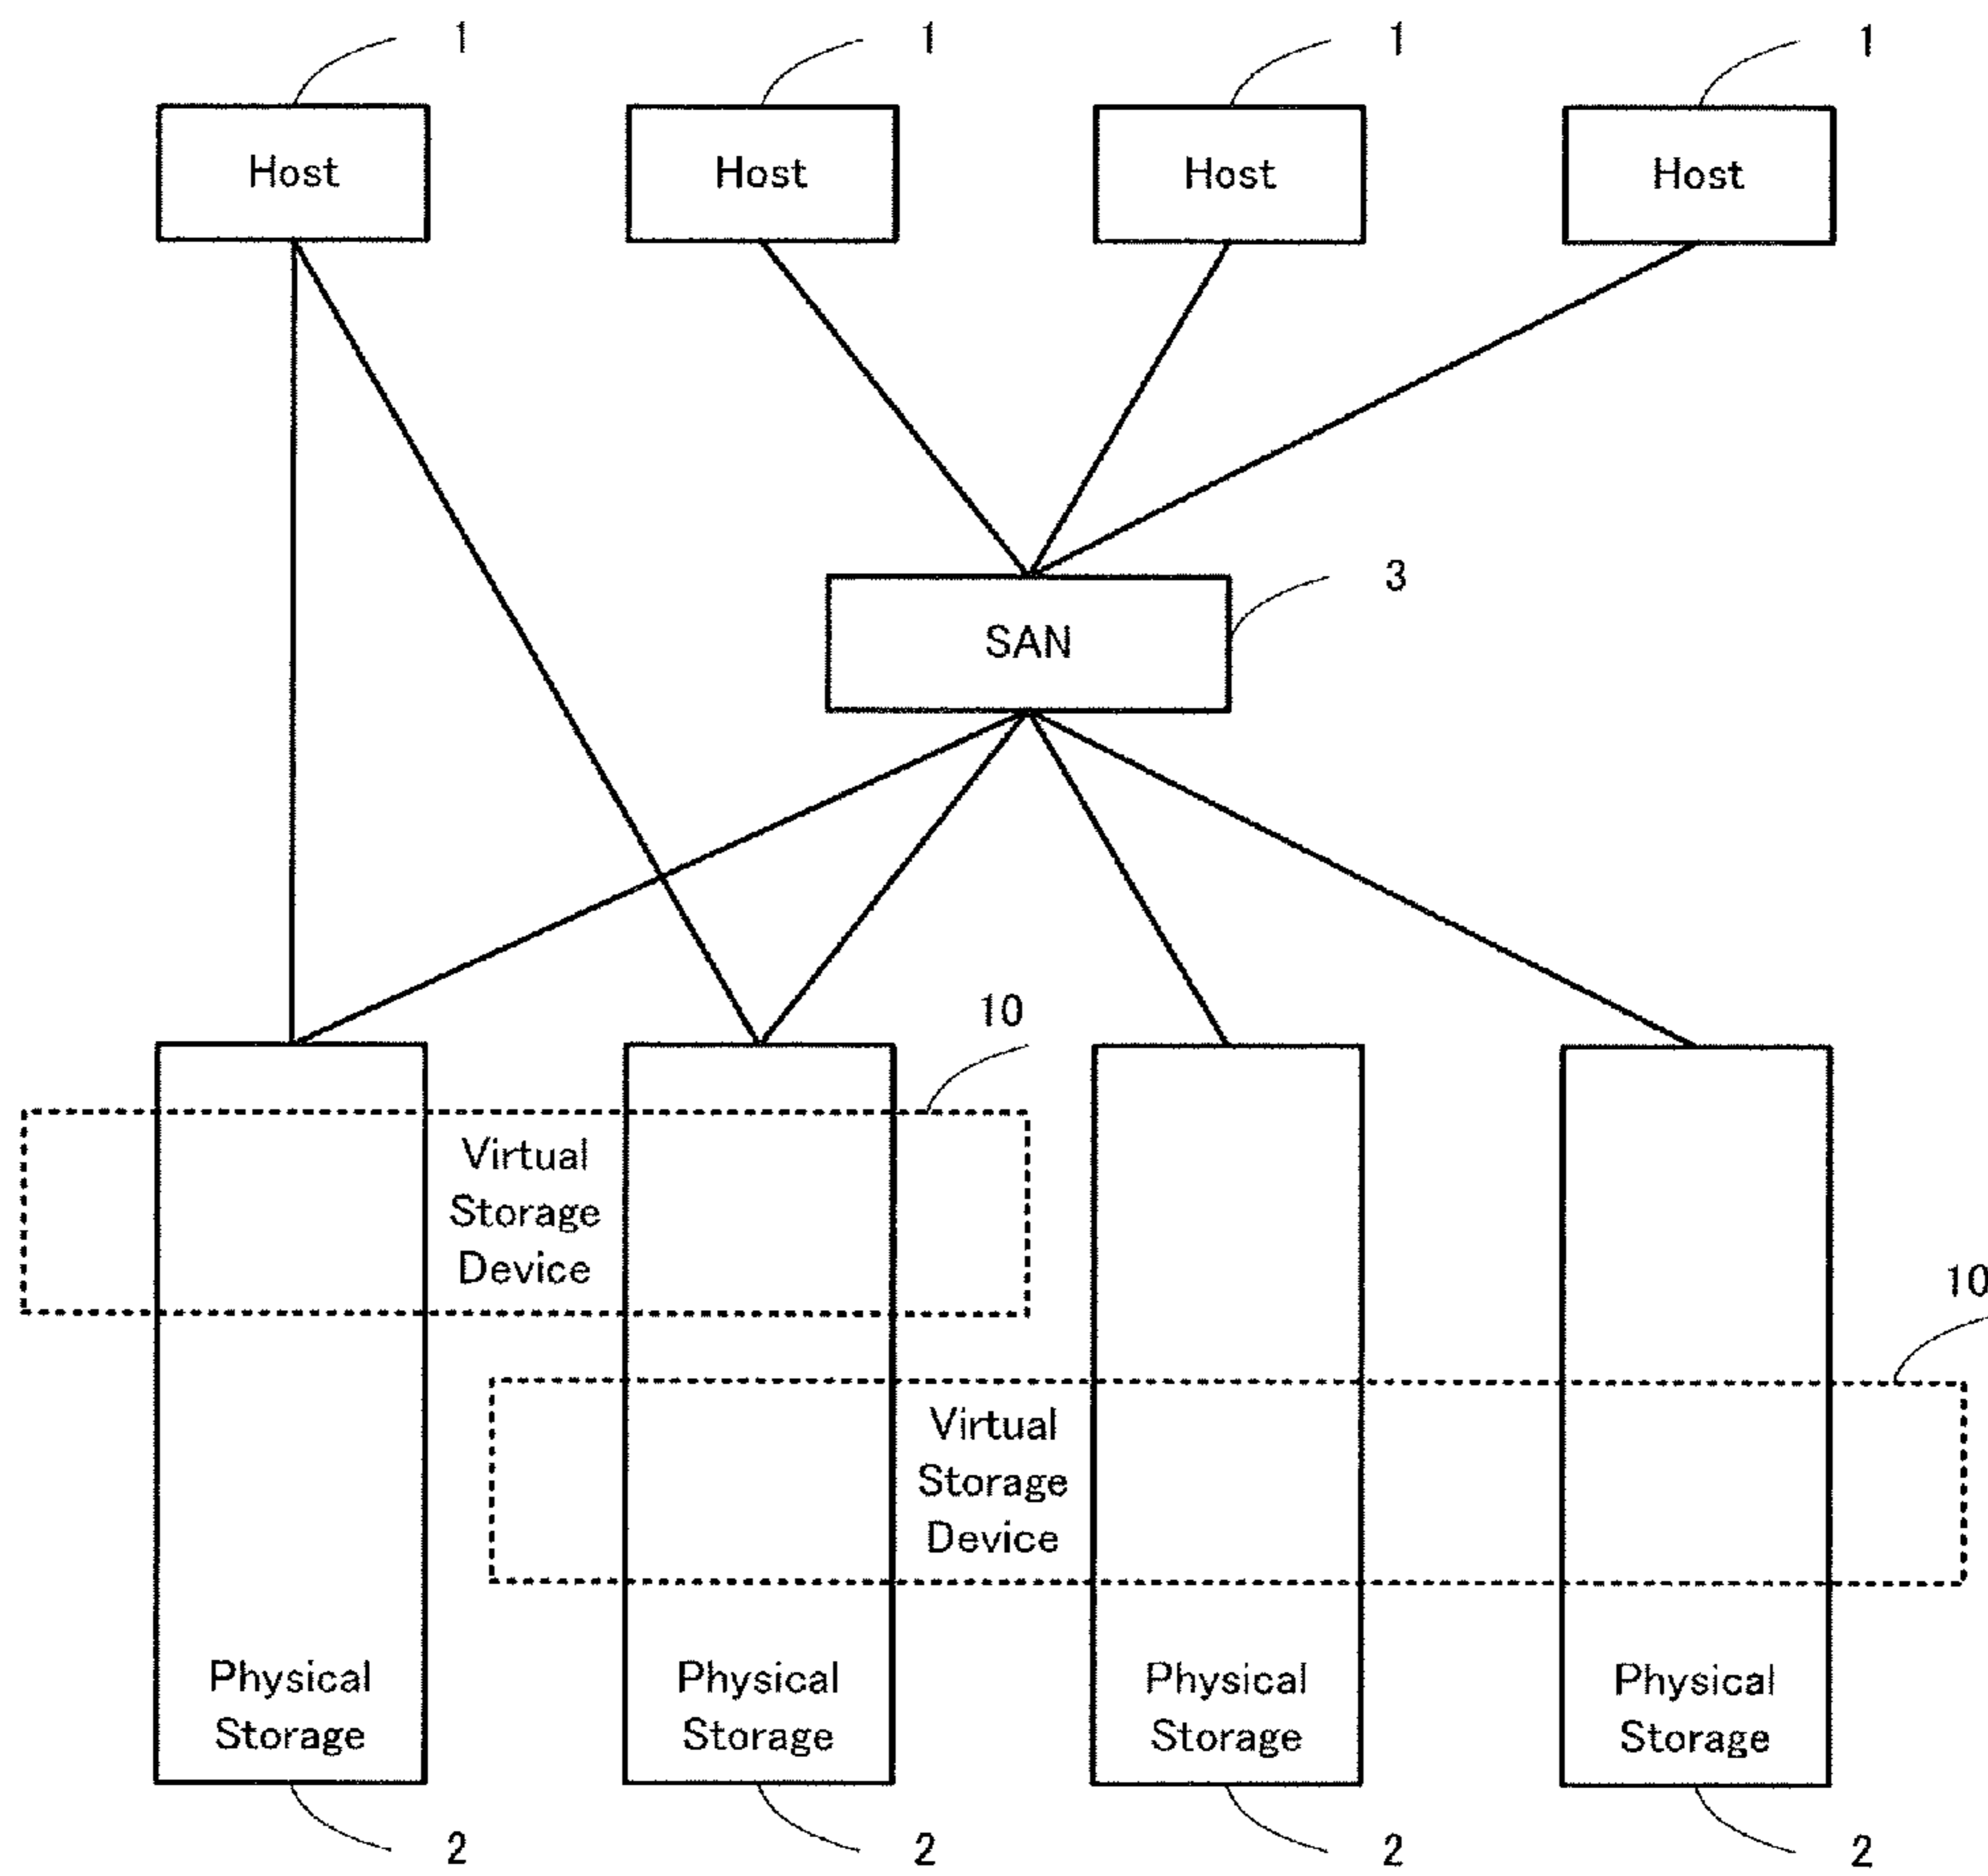 1
1
1
1
Host
Host
Host
Host
3
SAN
10
Virtual
Storage
Device
10
Virtual
Storage
Device
Physical
Storage
Physical
Storage
Physical
Storage
Physical
Storage
2
2
2
2